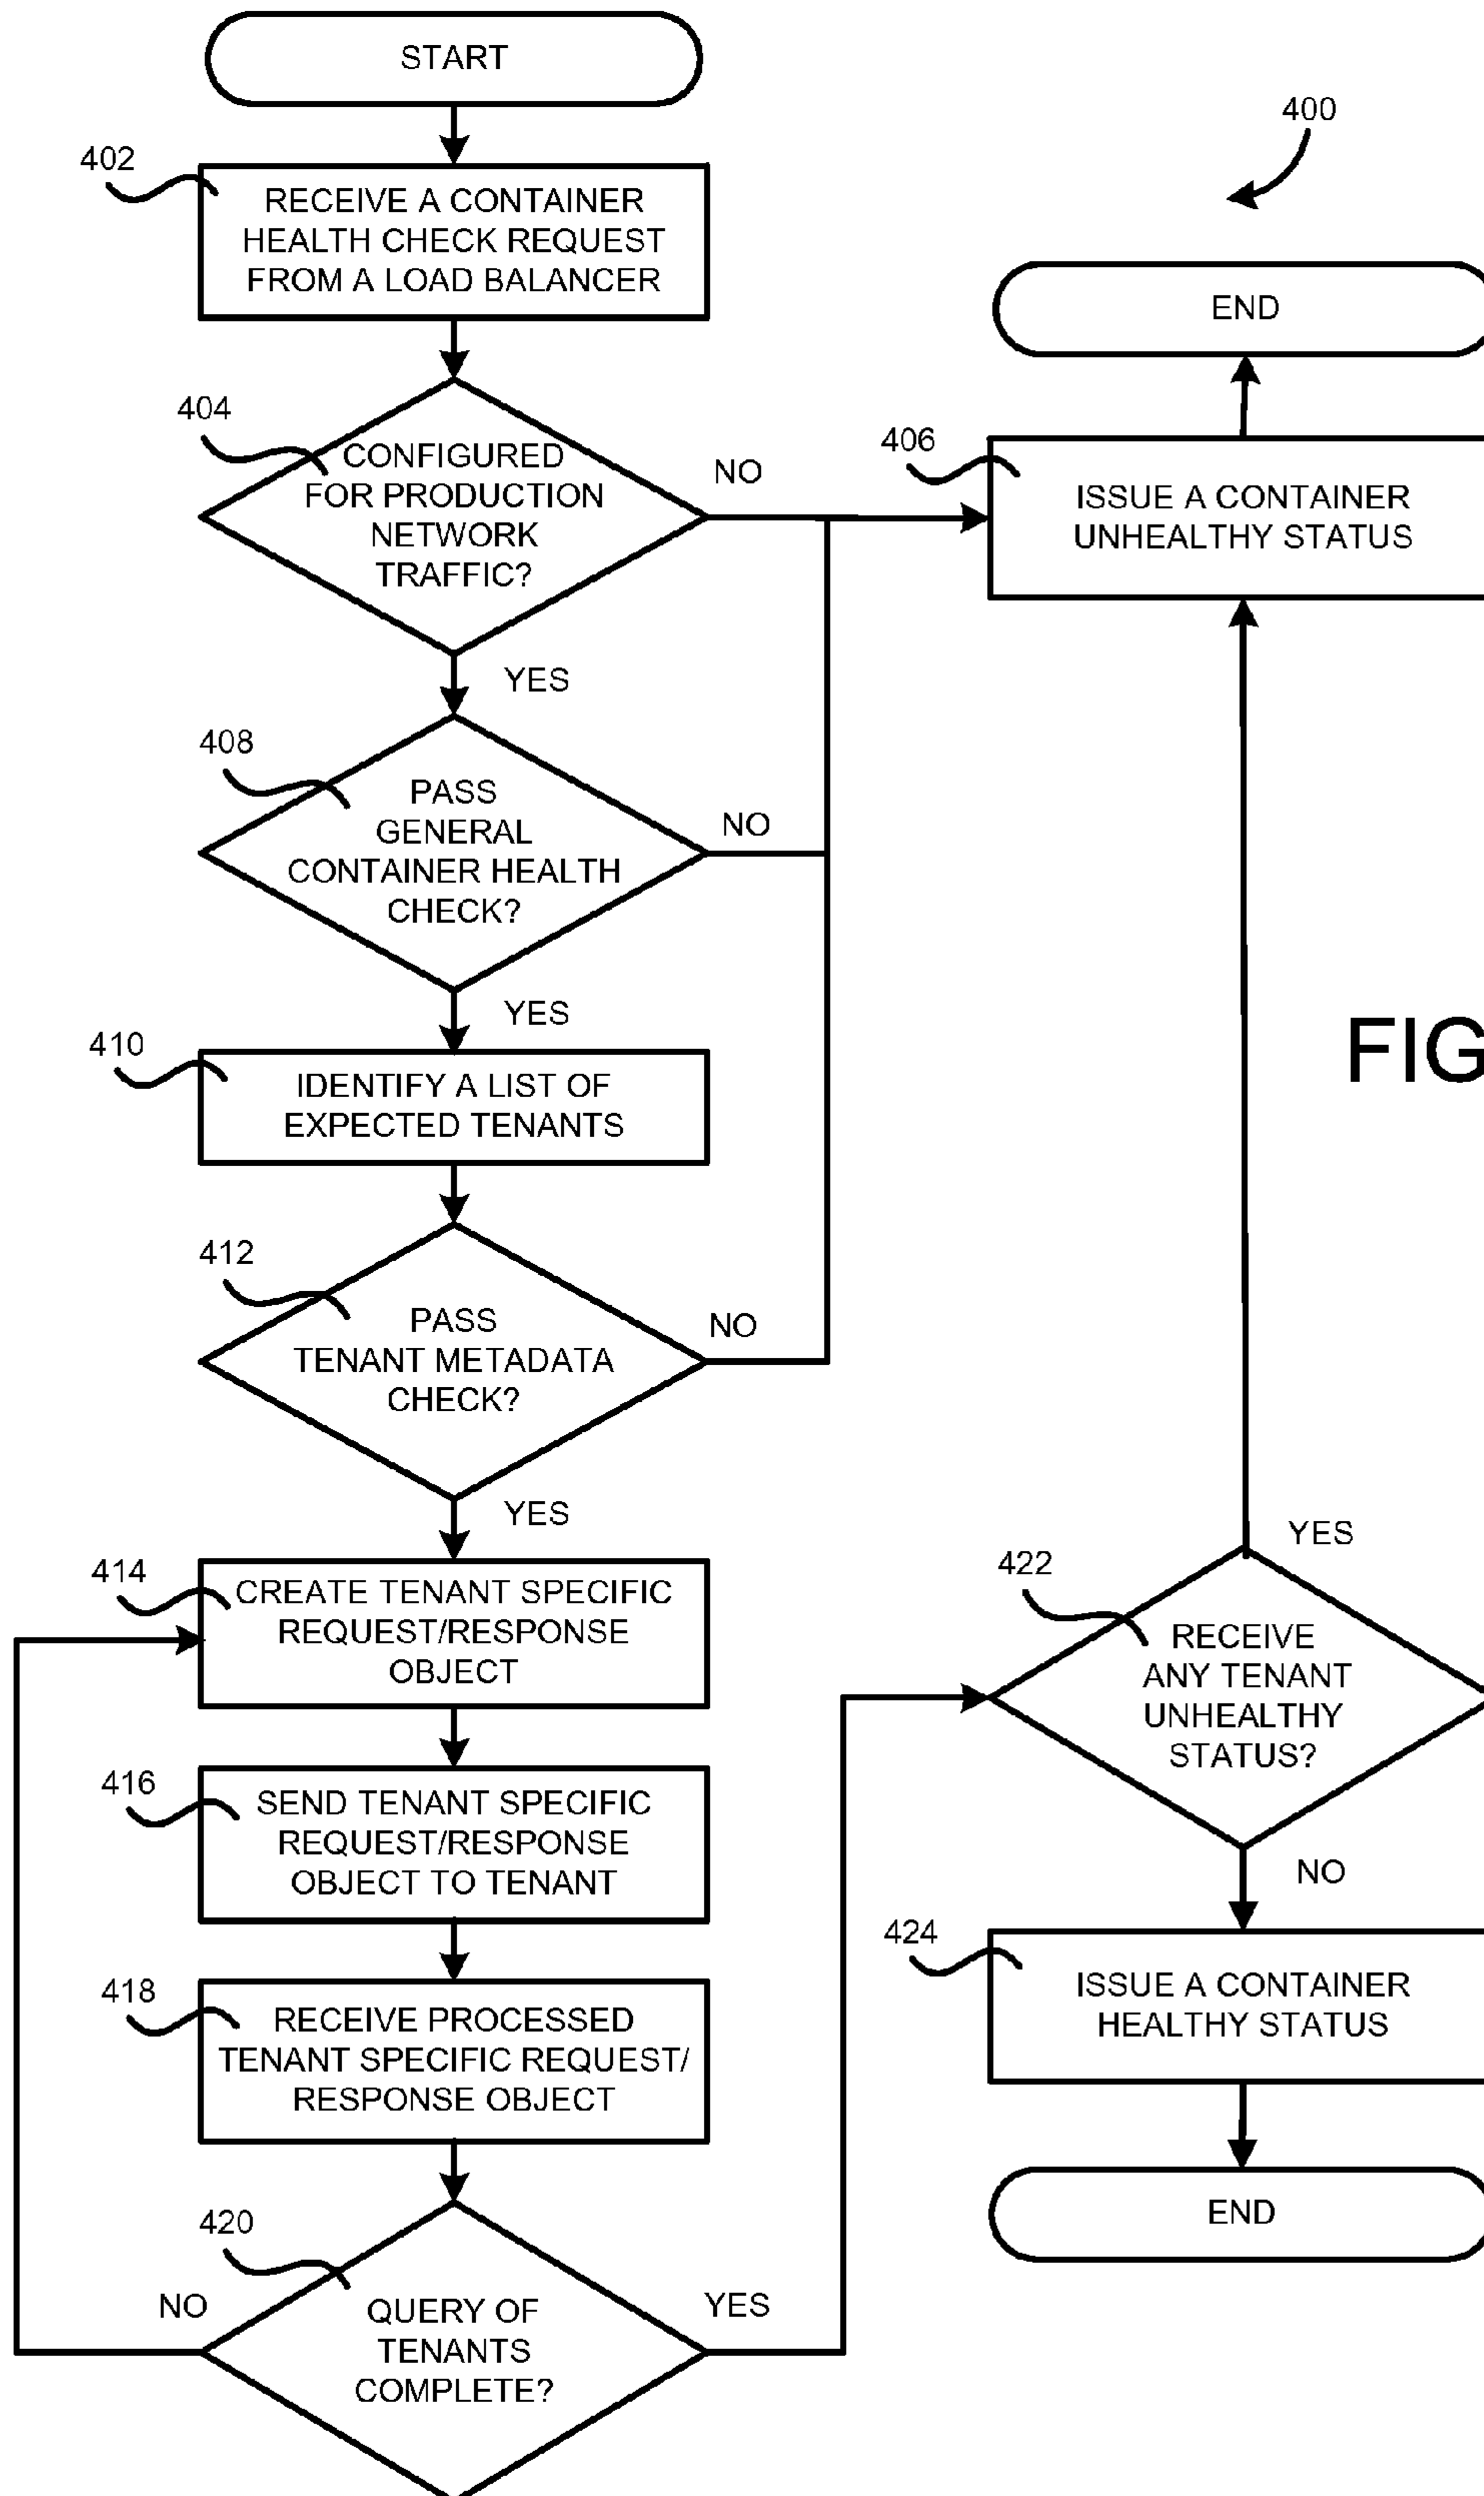 START
402
RECEIVE A CONTAINER
HEALTH CHECK REQUEST
FROM A LOAD BALANCER
404
CONFIGURED
FOR PRODUCTION
NETWORK
TRAFFIC?
NO
YES
408
PASS
GENERAL
CONTAINER HEALTH
CHECK?
NO
YES
410
IDENTIFY A LIST OF
EXPECTED TENANTS
412
PASS
TENANT METADATA
CHECK?
NO
YES
414
CREATE TENANT SPECIFIC
REQUEST/RESPONSE
OBJECT
416
SEND TENANT SPECIFIC
REQUEST/RESPONSE
OBJECT TO TENANT
418
RECEIVE PROCESSED
TENANT SPECIFIC REQUEST/
RESPONSE OBJECT
420
QUERY OF
TENANTS
COMPLETE?
NO
YES
400
END
406
ISSUE A CONTAINER
UNHEALTHY STATUS
FIG
YES
422
RECEIVE
ANY TENANT
UNHEALTHY
STATUS?
NO
424
ISSUE A CONTAINER
HEALTHY STATUS
END